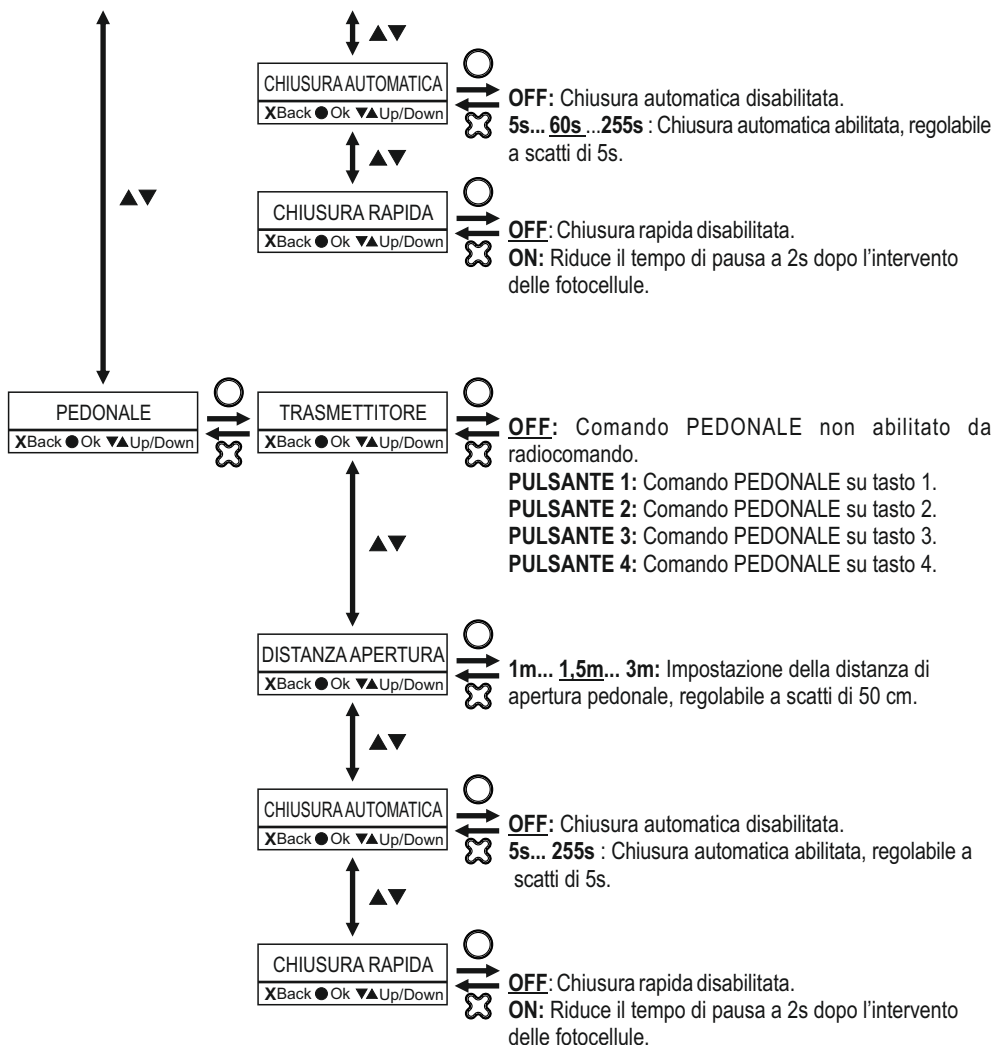 ▲▼
CHIUSURA AUTOMATICA
XBack ● Ok ▼▲Up/Down
OFF: Chiusura automatica disabilitata.
5s... 60s ...255s : Chiusura automatica abilitata, regolabile
a scatti di 5s.
▲▼
▲▼
CHIUSURA RAPIDA
XBack ● Ok ▼▲Up/Down
OFF: Chiusura rapida disabilitata.
ON: Riduce il tempo di pausa a 2s dopo l'intervento
delle fotocellule.
PEDONALE
XBack ● Ok ▼▲Up/Down
TRASMETTITORE
XBack ● Ok ▼▲Up/Down
OFF: Comando PEDONALE non abilitato da
radiocomando.
PULSANTE 1: Comando PEDONALE su tasto 1.
PULSANTE 2: Comando PEDONALE su tasto 2.
PULSANTE 3: Comando PEDONALE su tasto 3.
PULSANTE 4: Comando PEDONALE su tasto 4.
▲▼
DISTANZA APERTURA
XBack ● Ok ▼▲Up/Down
1m... 1,5m... 3m: Impostazione della distanza di
apertura pedonale, regolabile a scatti di 50 cm.
▲▼
CHIUSURA AUTOMATICA
XBack ● Ok ▼▲Up/Down
OFF: Chiusura automatica disabilitata.
5s... 255s : Chiusura automatica abilitata, regolabile a
scatti di 5s.
▲▼
CHIUSURA RAPIDA
XBack ● Ok ▼▲Up/Down
OFF: Chiusura rapida disabilitata.
ON: Riduce il tempo di pausa a 2s dopo l'intervento
delle fotocellule.